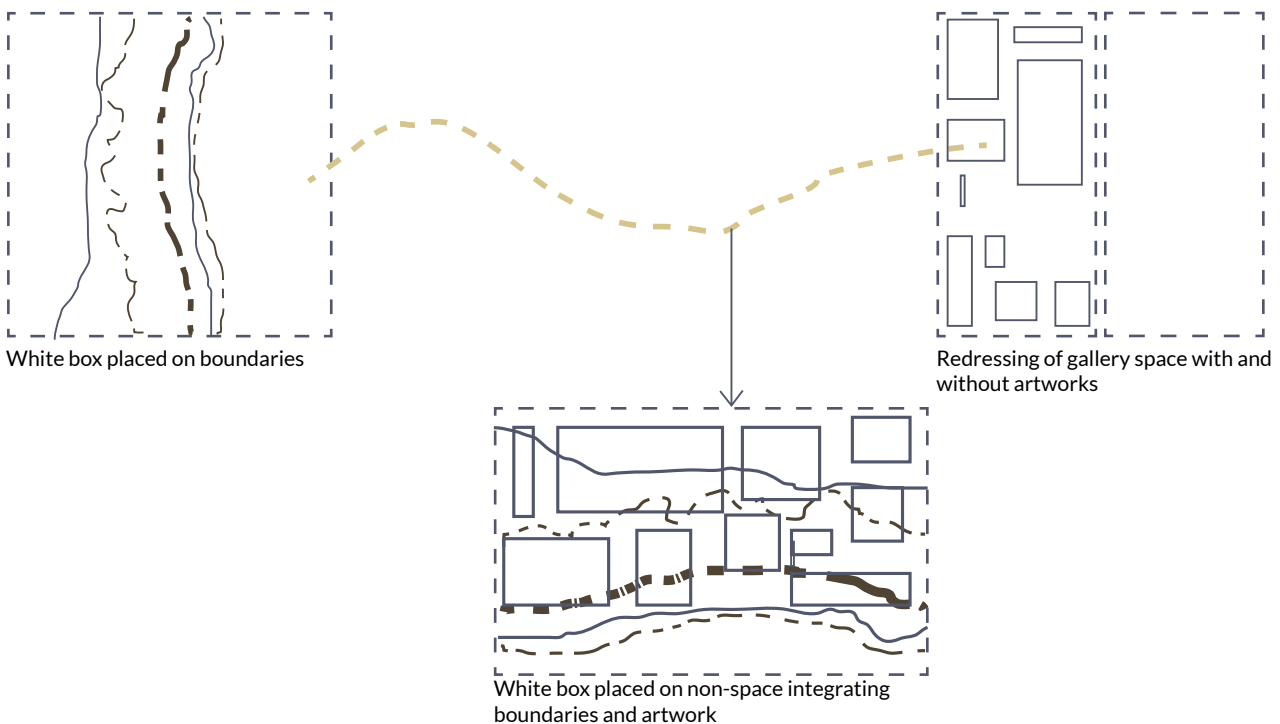 White box placed on boundaries
Redressing of gallery space with and
without artworks
White box placed on non-space integrating
boundaries and artwork